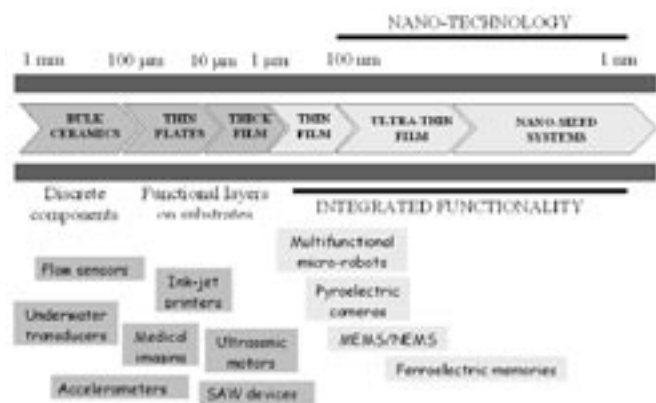 NANO-TECHNOLOGY
1 mm 100 μm 10 μm 1 μm 100 nm 1 nm
BULK CERAMICS
THIN PLATES
THICK FILM
THIN FILM
ULTRA-THIN FILM
NANO-SIZED SYSTEMS
Discrete
components
Functional layers
on substrates
INTEGRATED FUNCTIONALITY
Multifunctional
micro-robots
Flow sensors
Ink-jet
printers
Pyroelectric
cameras
Underwater
transducers
Medical
imaging
Ultrasonic
motors
MEMS/NEMS
Ferroelectric memories
Accelerometers
SAW devices